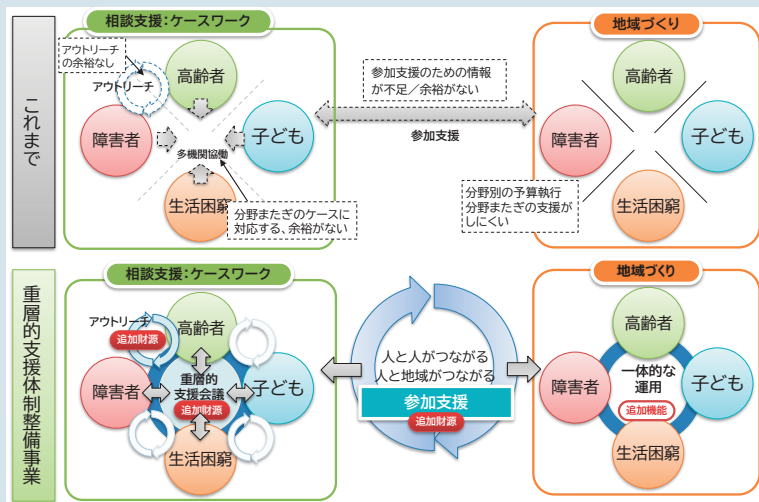 これまで
相談支援：ケースワーク
アウトリーチ
の余裕なし
アウトリーチ
高齢者
障害者
子ども
多機関協働
生活困窮
分野またぎのケースに
対応する、余裕がない
参加支援のための情報
が不足／余裕がない
参加支援
地域づくり
高齢者
障害者
子ども
生活困窮
分野別の予算執行
分野またぎの支援が
しにくい
重層的支援体制整備事業
相談支援：ケースワーク
アウトリーチ
追加財源
高齢者
障害者
子ども
重層的
支援会議
追加財源
生活困窮
人と人がつながる
人と地域がつながる
参加支援
追加財源
地域づくり
高齢者
障害者
子ども
一体的な
運用
追加機能
生活困窮